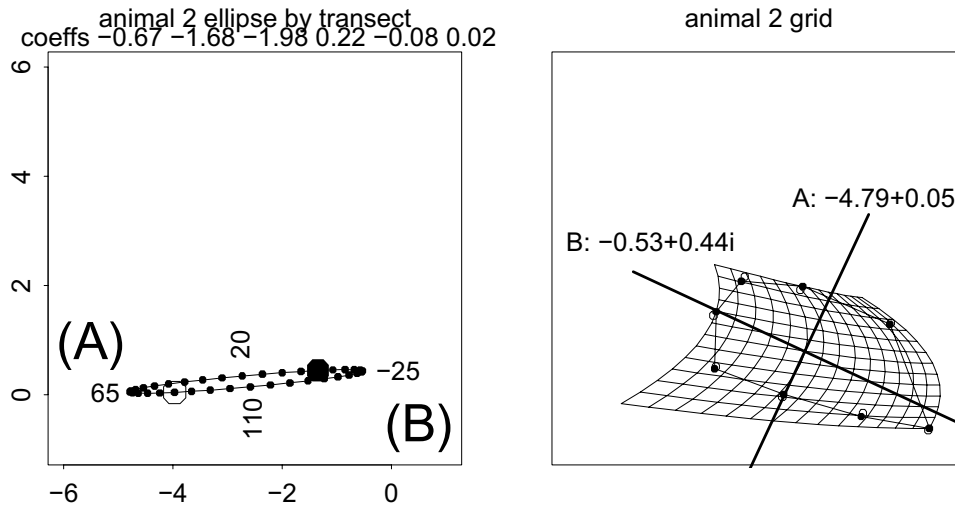 animal 2 ellipse by transect
coeffs −0.67 −1.68 −1.98 0.22 −0.08 0.02
6
4
2
0
(A)
20
65
−25
110
(B)
−6
−4
−2
0
animal 2 grid
A: −4.79+0.05
B: −0.53+0.44i